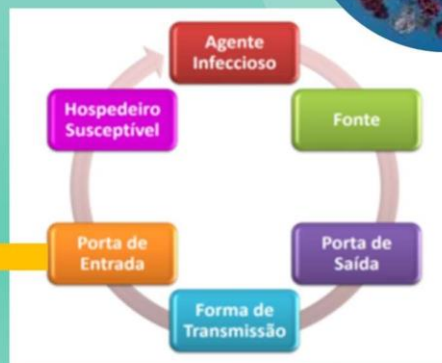 Agente
Infeccioso
Fonte
Porta de
Saída
Forma de
Transmissão
Porta de
Entrada
Hospedeiro
Susceptível